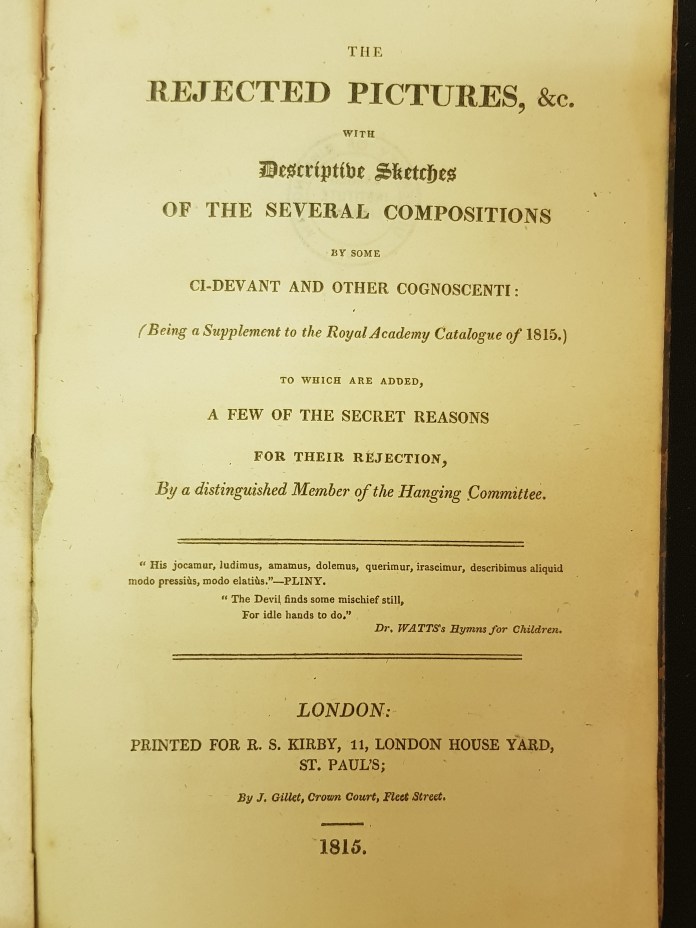 THE
REJECTED PICTURES, &c.
WITH
Descriptive Sketches
OF THE SEVERAL COMPOSITIONS
BY SOME
CI-DEVANT AND OTHER COGNOSCENTI:
(Being a Supplement to the Royal Academy Catalogue of 1815.)
TO WHICH ARE ADDED,
A FEW OF THE SECRET REASONS
FOR THEIR REJECTION,
By a distinguished Member of the Hanging Committee.
" His jocamur, ludimus, amamus, dolemus, querimur, irascimur, describimus aliquid
modo pressiùs, modo elatiùs."—PLINY.
" The Devil finds some mischief still,
For idle hands to do."
Dr. WATTS's Hymns for Children.
LONDON:
PRINTED FOR R. S. KIRBY, 11, LONDON HOUSE YARD,
ST. PAUL'S;
By J. Gillet, Crown Court, Fleet Street.
1815.